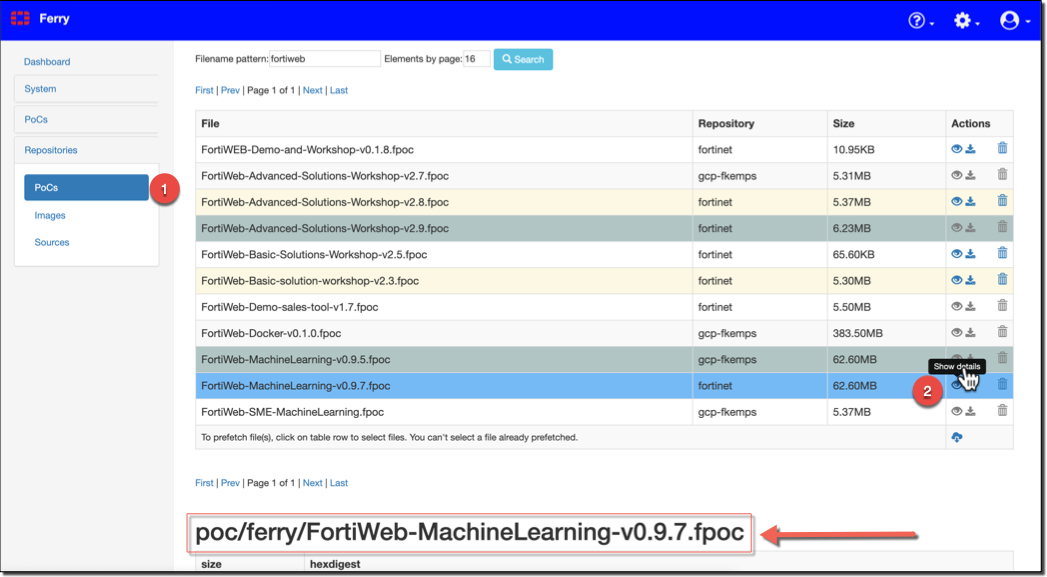 Ferry
Dashboard
System
PoCs
Repositories
PoCs
1
Images
Sources
Filename pattern: fortiweb Elements by page: 16 Search
First | Prev | Page 1 of 1 | Next | Last
File Repository Size Actions
FortiWEB-Demo-and-Workshop-v0.1.8.fpoc fortinet 10.95KB
FortiWeb-Advanced-Solutions-Workshop-v2.7.fpoc gcp-fkemps 5.31MB
FortiWeb-Advanced-Solutions-Workshop-v2.8.fpoc fortinet 5.37MB
FortiWeb-Advanced-Solutions-Workshop-v2.9.fpoc fortinet 6.23MB
FortiWeb-Basic-Solutions-Workshop-v2.5.fpoc fortinet 65.60KB
FortiWeb-Basic-solution-workshop-v2.3.fpoc fortinet 5.30MB
FortiWeb-Demo-sales-tool-v1.7.fpoc fortinet 5.50MB
FortiWeb-Docker-v0.1.0.fpoc gcp-fkemps 383.50MB
FortiWeb-MachineLearning-v0.9.5.fpoc gcp-fkemps 62.60MB
Show details
FortiWeb-MachineLearning-v0.9.7.fpoc fortinet 62.60MB
2
FortiWeb-SME-MachineLearning.fpoc gcp-fkemps 5.37MB
To prefetch file(s), click on table row to select files. You can't select a file already prefetched.
First | Prev | Page 1 of 1 | Next | Last
poc/ferry/FortiWeb-MachineLearning-v0.9.7.fpoc
size hexdigest